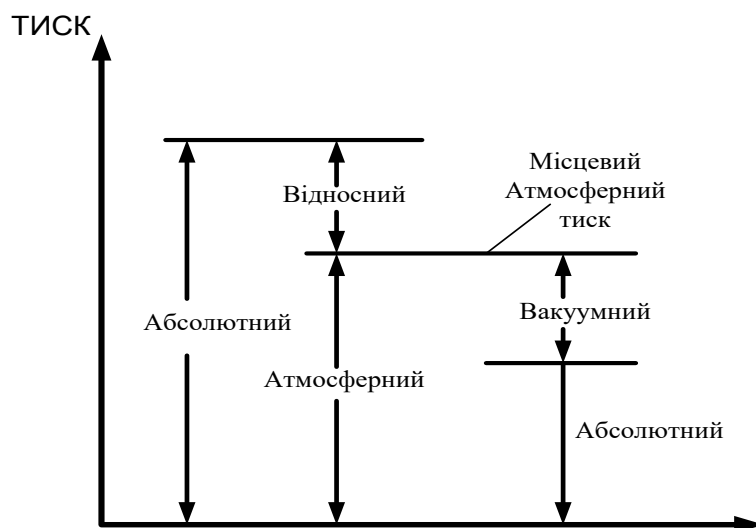 ТИСК
Відносний
Місцевий
Атмосферний
тиск
Абсолютний
Вакуумний
Атмосферний
Абсолютний